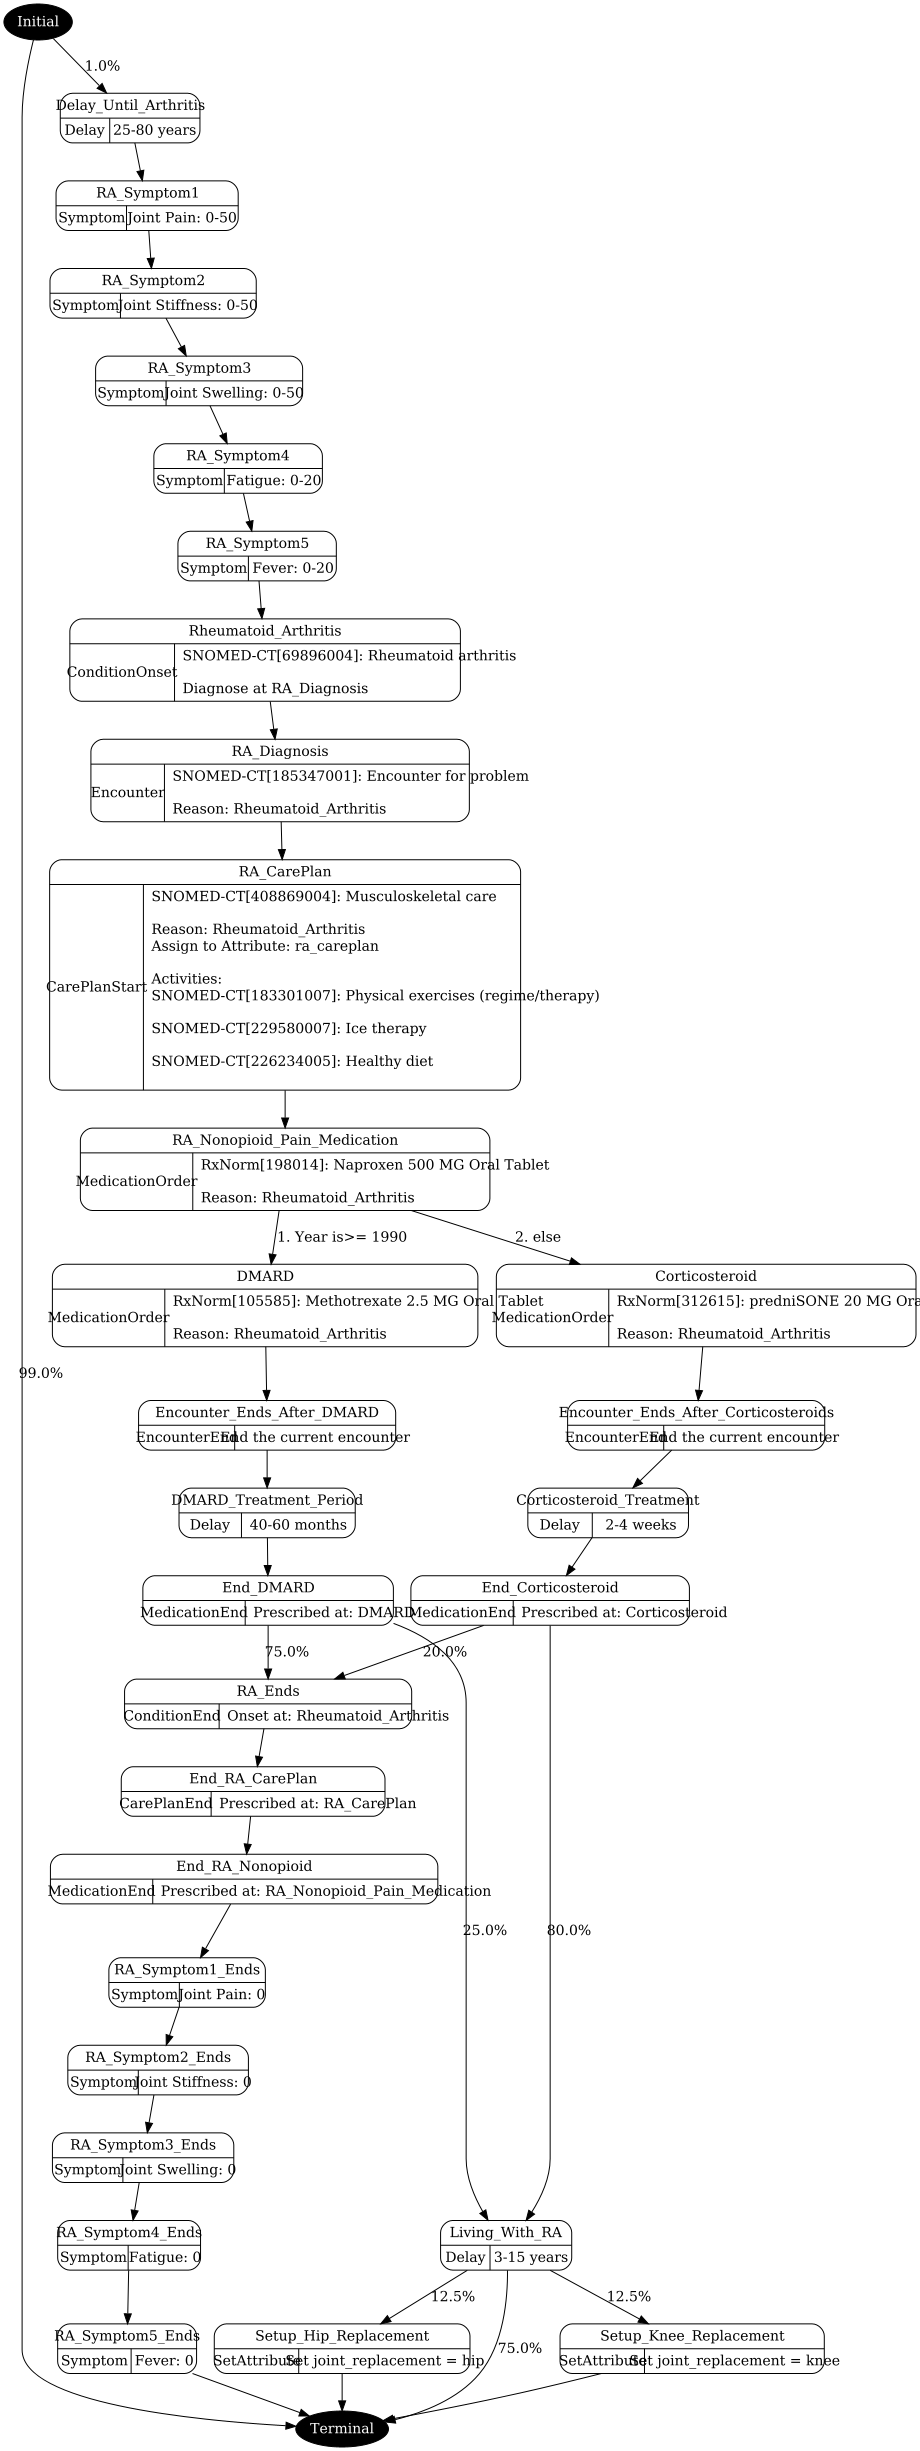 Initial
1.0%
Delay_Until_Arthritis
Delay 25-80 years
RA_Symptom1
Symptom Joint Pain: 0-50
RA_Symptom2
Symptom Joint Stiffness: 0-50
RA_Symptom3
Symptom Joint Swelling: 0-50
RA_Symptom4
Symptom Fatigue: 0-20
RA_Symptom5
Symptom Fever: 0-20
Rheumatoid_Arthritis
SNOMED-CT[69896004]: Rheumatoid arthritis
ConditionOnset
Diagnose at RA_Diagnosis
RA_Diagnosis
SNOMED-CT[185347001]: Encounter for problem
Encounter
Reason: Rheumatoid_Arthritis
RA_CarePlan
SNOMED-CT[408869004]: Musculoskeletal care
Reason: Rheumatoid_Arthritis
Assign to Attribute: ra_careplan
Activities:
CarePlanStart
SNOMED-CT[183301007]: Physical exercises (regime/therapy)
SNOMED-CT[229580007]: Ice therapy
SNOMED-CT[226234005]: Healthy diet
RA_Nonopioid_Pain_Medication
RxNorm[198014]: Naproxen 500 MG Oral Tablet
MedicationOrder
Reason: Rheumatoid_Arthritis
1. Year is>= 1990
2. else
DMARD
RxNorm[105585]: Methotrexate 2.5 MG Oral Tablet
MedicationOrder
Reason: Rheumatoid_Arthritis
Corticosteroid
RxNorm[312615]: predniSONE 20 MG Ora
MedicationOrder
Reason: Rheumatoid_Arthritis
99.0%
Encounter_Ends_After_DMARD
EncounterEnd End the current encounter
Encounter_Ends_After_Corticosteroids
EncounterEnd End the current encounter
DMARD_Treatment_Period
Delay 40-60 months
Corticosteroid_Treatment
Delay 2-4 weeks
End_DMARD
MedicationEnd Prescribed at: DMARD
End_Corticosteroid
MedicationEnd Prescribed at: Corticosteroid
75.0%
20.0%
RA_Ends
ConditionEnd Onset at: Rheumatoid_Arthritis
End_RA_CarePlan
CarePlanEnd Prescribed at: RA_CarePlan
End_RA_Nonopioid
MedicationEnd Prescribed at: RA_Nonopioid_Pain_Medication
25.0%
80.0%
RA_Symptom1_Ends
Symptom Joint Pain: 0
RA_Symptom2_Ends
Symptom Joint Stiffness: 0
RA_Symptom3_Ends
Symptom Joint Swelling: 0
RA_Symptom4_Ends
Symptom Fatigue: 0
Living_With_RA
Delay 3-15 years
12.5%
12.5%
RA_Symptom5_Ends
Symptom Fever: 0
Setup_Hip_Replacement
SetAttribute Set joint_replacement = hip
75.0%
Setup_Knee_Replacement
SetAttribute Set joint_replacement = knee
Terminal